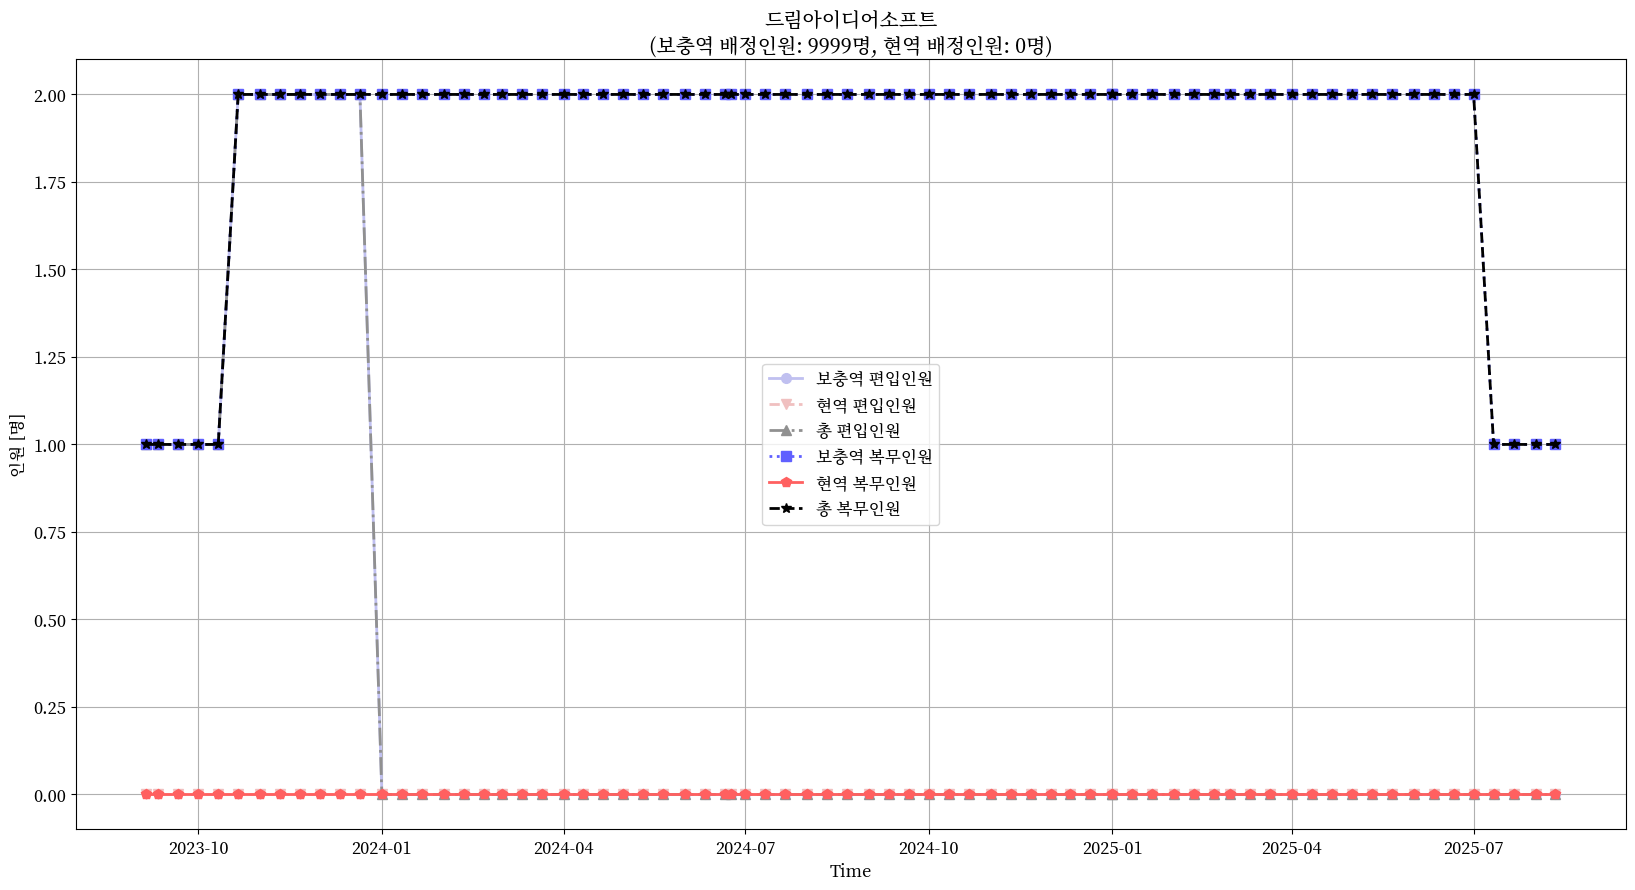 드림아이디어소프트
(보충역 배정인원: 9999명, 현역 배정인원: 0명)
인원 [명]
2.00
1.75
1.50
1.25
1.00
0.75
0.50
0.25
0.00
보충역 편입인원
현역 편입인원
총 편입인원
보충역 복무인원
현역 복무인원
총 복무인원
2023-10
2024-01
2024-04
2024-07
2024-10
2025-01
2025-04
2025-07
Time